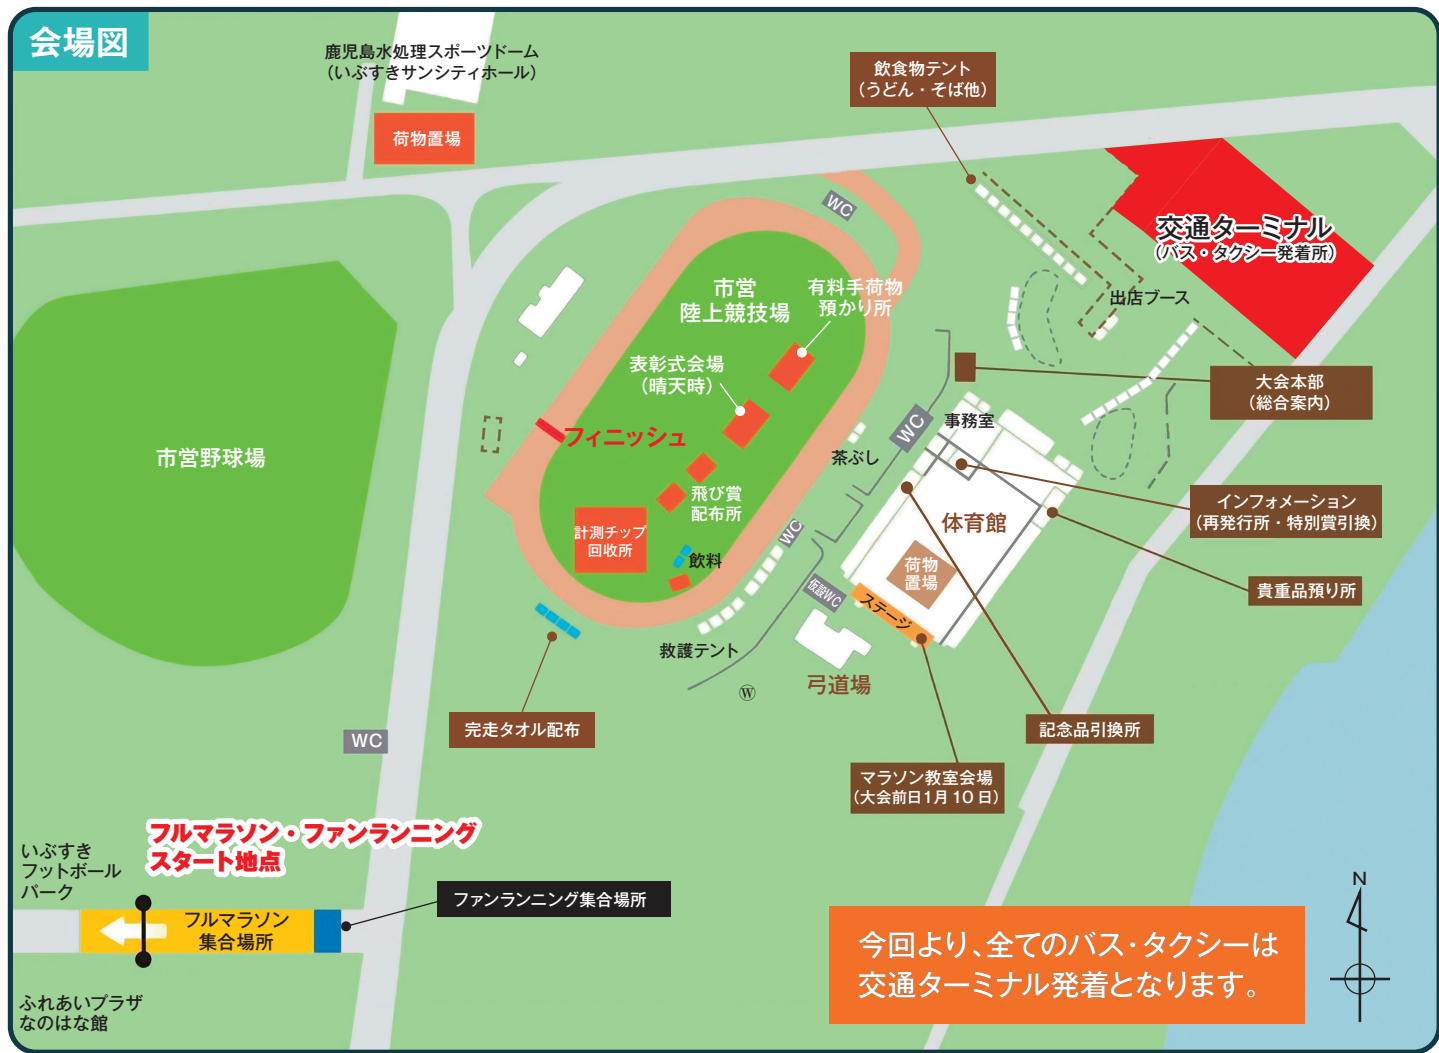 会場図
鹿児島水処理スポーツドーム
（いぶすきサンシティホール）
荷物置場
飲食物テント
（うどん・そば他）
WC
交通ターミナル
（バス・タクシー発着所）
市営
陸上競技場
有料手荷物
預かり所
出店ブース
表彰式会場
（晴天時）
大会本部
（総合案内）
フィニッシュ
WC
事務室
茶ぶし
市営野球場
飛び賞
配布所
インフォメーション
（再発行所・特別賞引換）
体育館
計測チップ
回収所
WC
飲料
荷物
置場
仮設WC
貴重品預り所
ステージ
救護テント
弓道場
W
完走タオル配布
記念品引換所
WC
マラソン教室会場
（大会前日1月10日）
フルマラソン・ファンランニング
スタート地点
いぶすき
フットボール
パーク
ファンランニング集合場所
フルマラソン
集合場所
N
今回より、全てのバス・タクシーは
交通ターミナル発着となります。
ふれあいプラザ
なのはな館